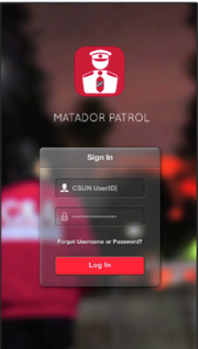 MATADOR PATROL
Sign In
CSUN UserID
Forgot Username or Password?
Log In